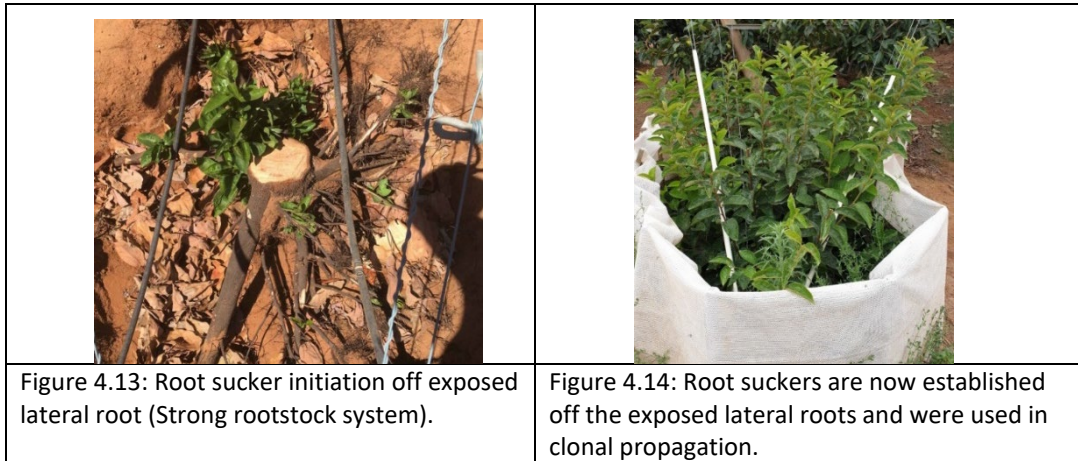 Figure 4.13: Root sucker initiation off exposed
lateral root (Strong rootstock system).
Figure 4.14: Root suckers are now established
off the exposed lateral roots and were used in
clonal propagation.